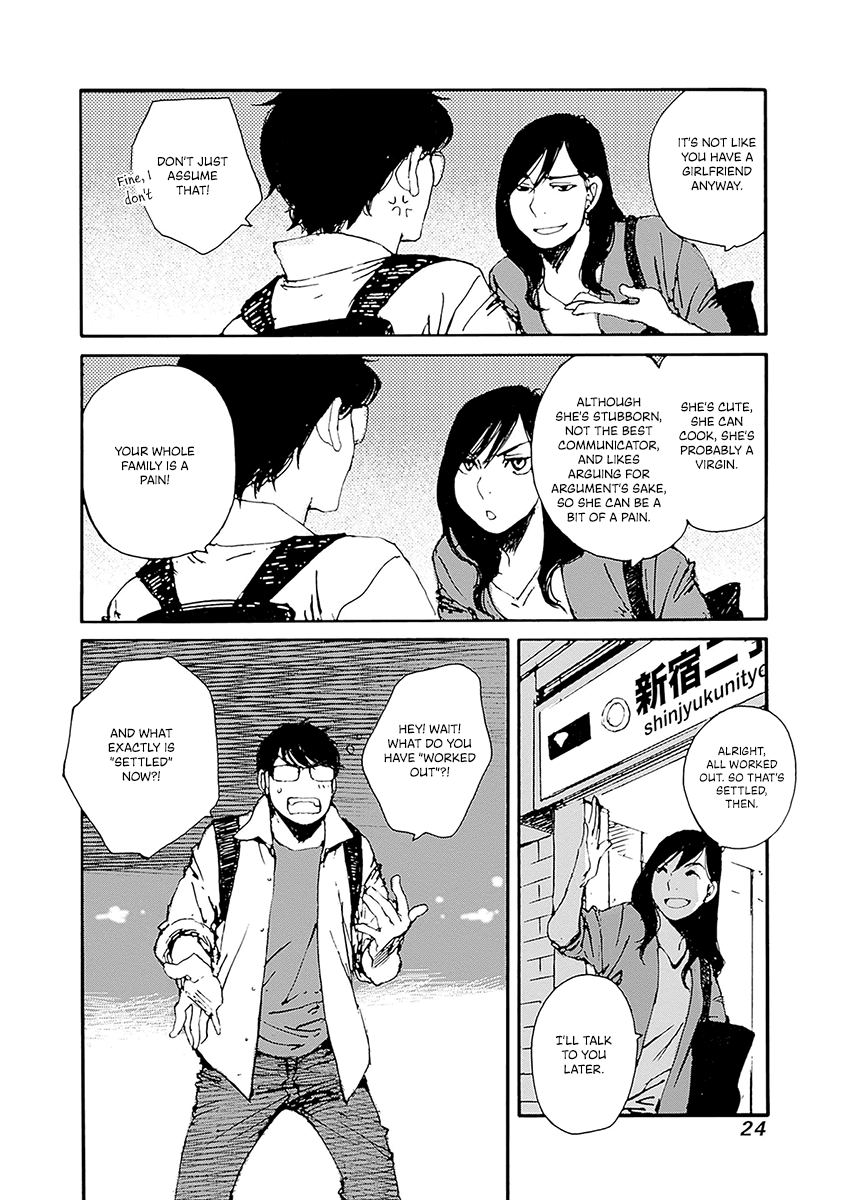 IT'S NOT LIKE
YOU HAVE A
GIRLFRIEND
ANYWAY.
DON'T JUST
ASSUME
THAT!
Fine, I
don't
SHE'S CUTE,
SHE CAN
COOK, SHE'S
PROBABLY A
VIRGIN.
ALTHOUGH
SHE'S STUBBORN,
NOT THE BEST
COMMUNICATOR,
AND LIKES
ARGUING FOR
ARGUMENT'S SAKE,
SO SHE CAN BE A
BIT OF A PAIN.
YOUR WHOLE
FAMILY IS A
PAIN!
新宿二
shinjyukunityo
ALRIGHT,
ALL WORKED
OUT. SO THAT'S
SETTLED,
THEN.
I'LL TALK
TO YOU
LATER.
HEY! WAIT!
WHAT DO YOU
HAVE "WORKED
OUT"?!
AND WHAT
EXACTLY IS
"SETTLED"
NOW?!
24